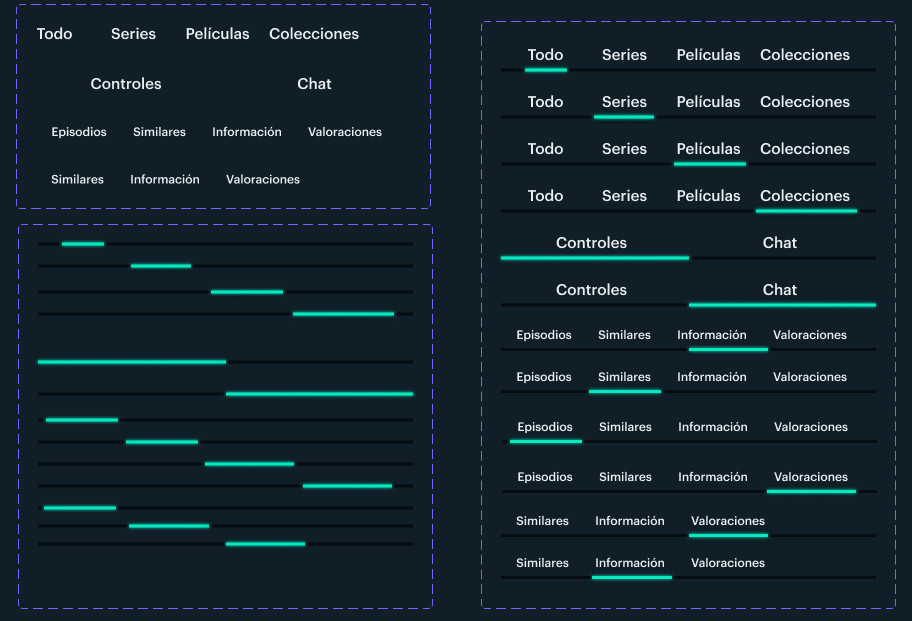 Todo Series Películas Colecciones
Controles Chat
Episodios Similares Información Valoraciones
Similares Información Valoraciones
Todo Series Películas Colecciones
Todo Series Películas Colecciones
Todo Series Películas Colecciones
Todo Series Películas Colecciones
Controles Chat
Controles Chat
Episodios Similares Información Valoraciones
Episodios Similares Información Valoraciones
Episodios Similares Información Valoraciones
Episodios Similares Información Valoraciones
Similares Información Valoraciones
Similares Información Valoraciones